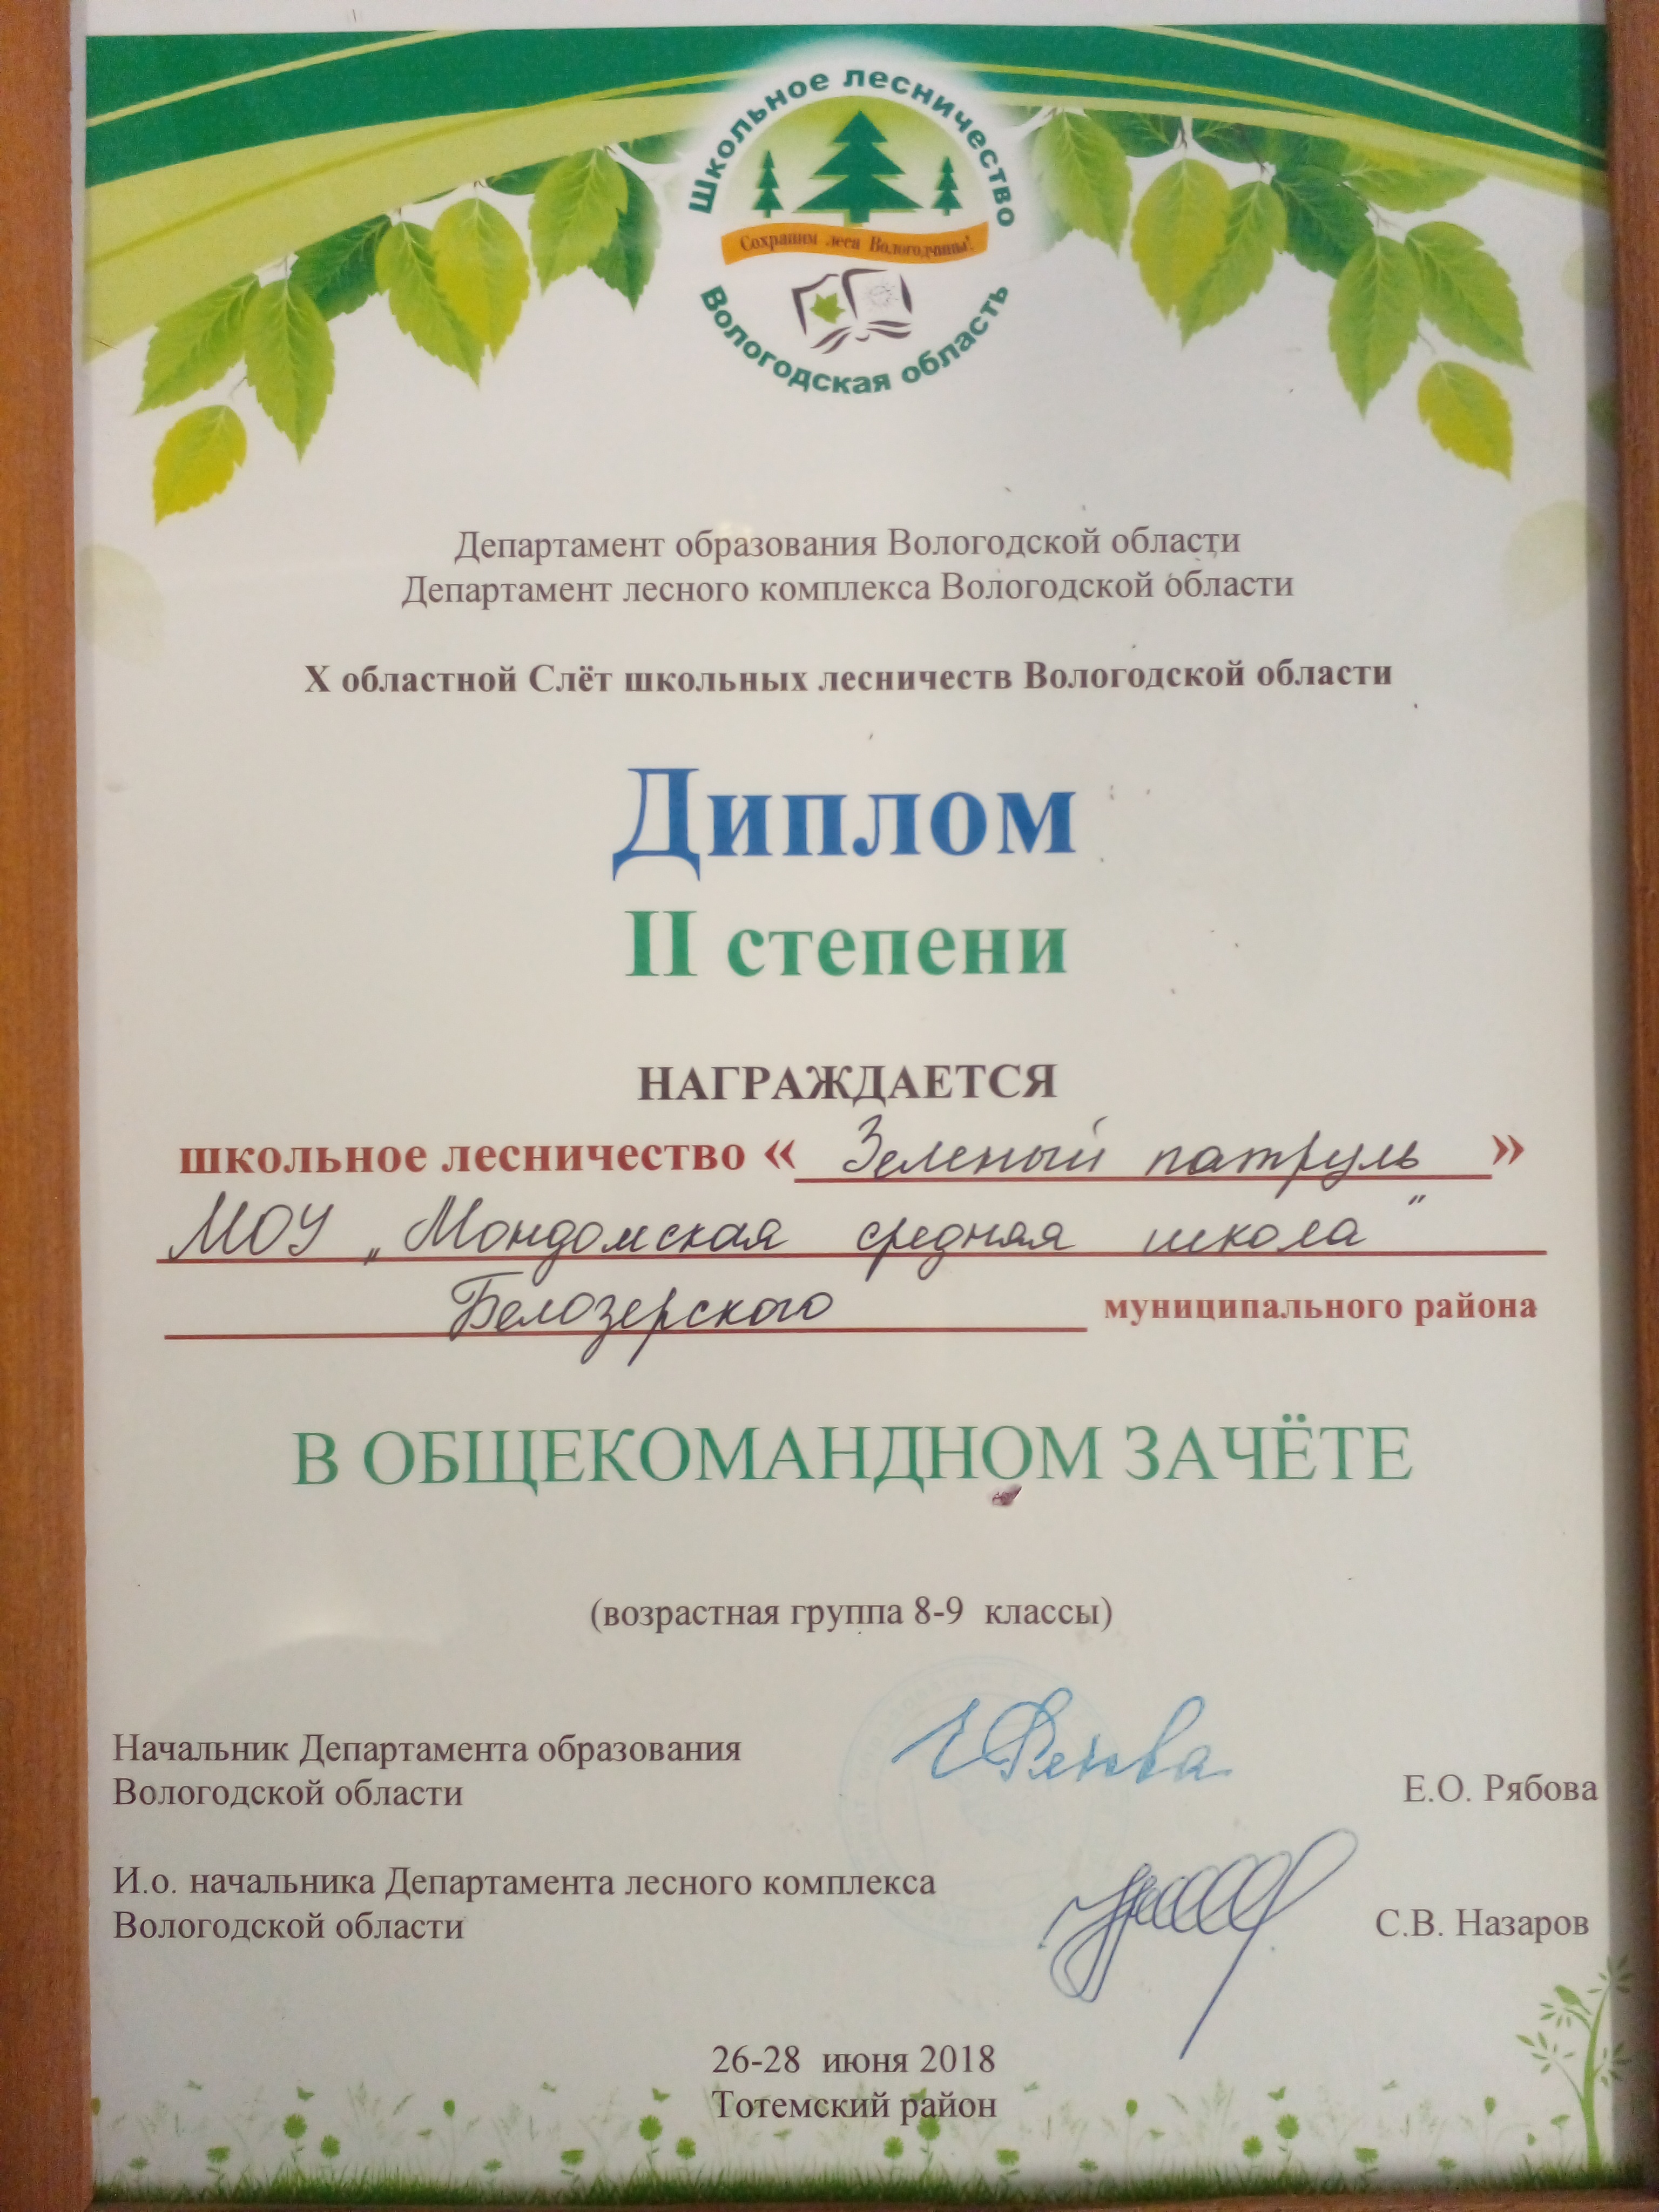 Школьное лесничество
Сохраним леса Вологодчины!
Вологодская область
Департамент образования Вологодской области
Департамент лесного комплекса Вологодской области
X областной Слёт школьных лесничеств Вологодской области
Диплом
II степени
НАГРАЖДАЕТСЯ
школьное лесничество « Зеленый патруль »
МОУ „Мондомская средняя школа"
Белозерского муниципального района
В ОБЩЕКОМАНДНОМ ЗАЧЁТЕ
(возрастная группа 8-9 классы)
Начальник Департамента образования
Вологодской области Е.О. Рябова
И.о. начальника Департамента лесного комплекса
Вологодской области С.В. Назаров
26-28 июня 2018
Тотемский район